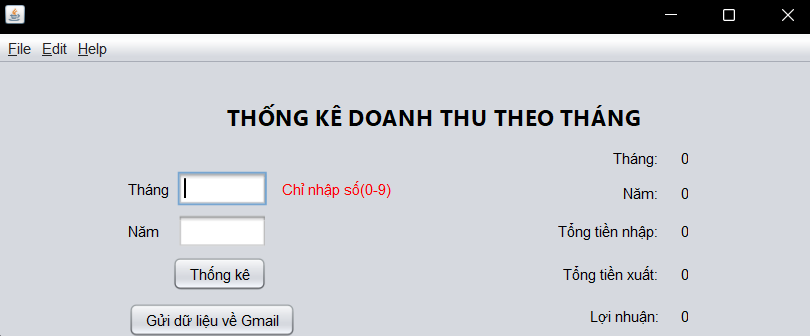 File Edit Help
THỐNG KÊ DOANH THU THEO THÁNG
Tháng: 0
Tháng Chỉ nhập số(0-9)
Năm: 0
Năm
Tổng tiền nhập: 0
Thống kê
Tổng tiền xuất: 0
Gửi dữ liệu về Gmail
Lợi nhuận: 0